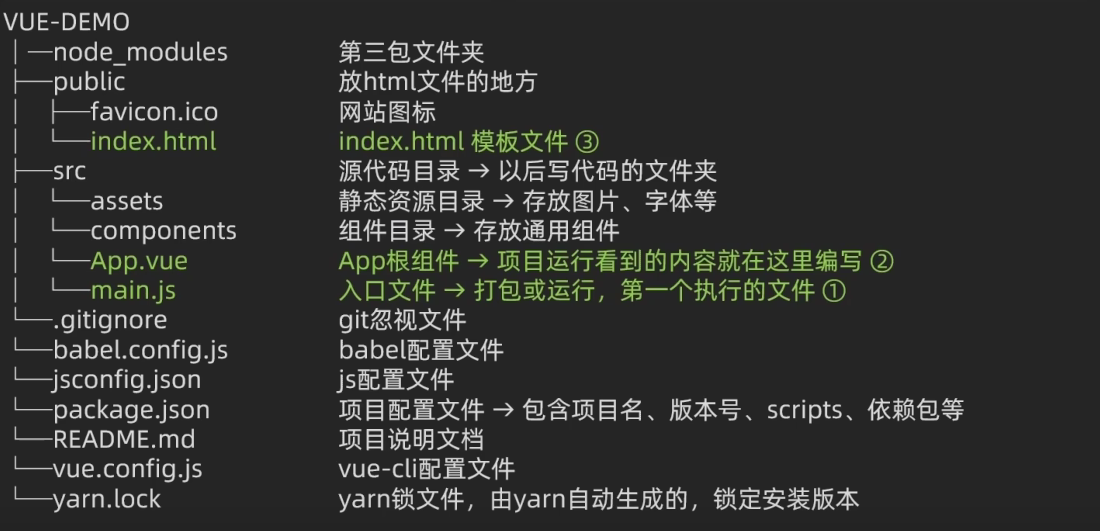 VUE-DEMO
│—node_modules 第三包文件夹
├──public 放html文件的地方
│ ├──favicon.ico 网站图标
│ └──index.html index.html 模板文件 ③
├──src 源代码目录 → 以后写代码的文件夹
│ └──assets 静态资源目录 → 存放图片、字体等
│ └──components 组件目录 → 存放通用组件
│ └──App.vue App根组件 → 项目运行看到的内容就在这里编写 ②
│ └──main.js 入口文件 → 打包或运行，第一个执行的文件 ①
└──.gitignore git忽视文件
└──babel.config.js babel配置文件
└──jsconfig.json js配置文件
└──package.json 项目配置文件 → 包含项目名、版本号、scripts、依赖包等
└──README.md 项目说明文档
└──vue.config.js vue-cli配置文件
└──yarn.lock yarn锁文件，由yarn自动生成的，锁定安装版本